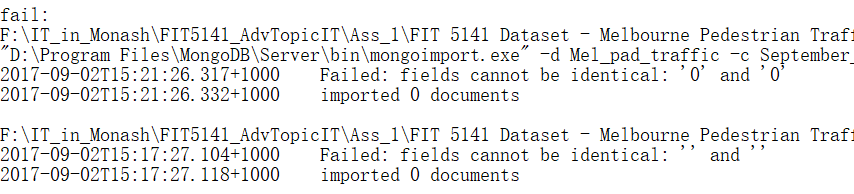 fail:
F:\IT_in_Monash\FIT5141_AdvTopicIT\Ass_1\FIT 5141 Dataset - Melbourne Pedestrian Traf
"D:\Program Files\MongoDB\Server\bin\mongoimport.exe" -d Mel_pad_traffic -c September_
2017-09-02T15:21:26.317+1000    Failed: fields cannot be identical: '0' and '0'
2017-09-02T15:21:26.332+1000    imported 0 documents
F:\IT_in_Monash\FIT5141_AdvTopicIT\Ass_1\FIT 5141 Dataset - Melbourne Pedestrian Traf
2017-09-02T15:17:27.104+1000    Failed: fields cannot be identical: '' and ''
2017-09-02T15:17:27.118+1000    imported 0 documents